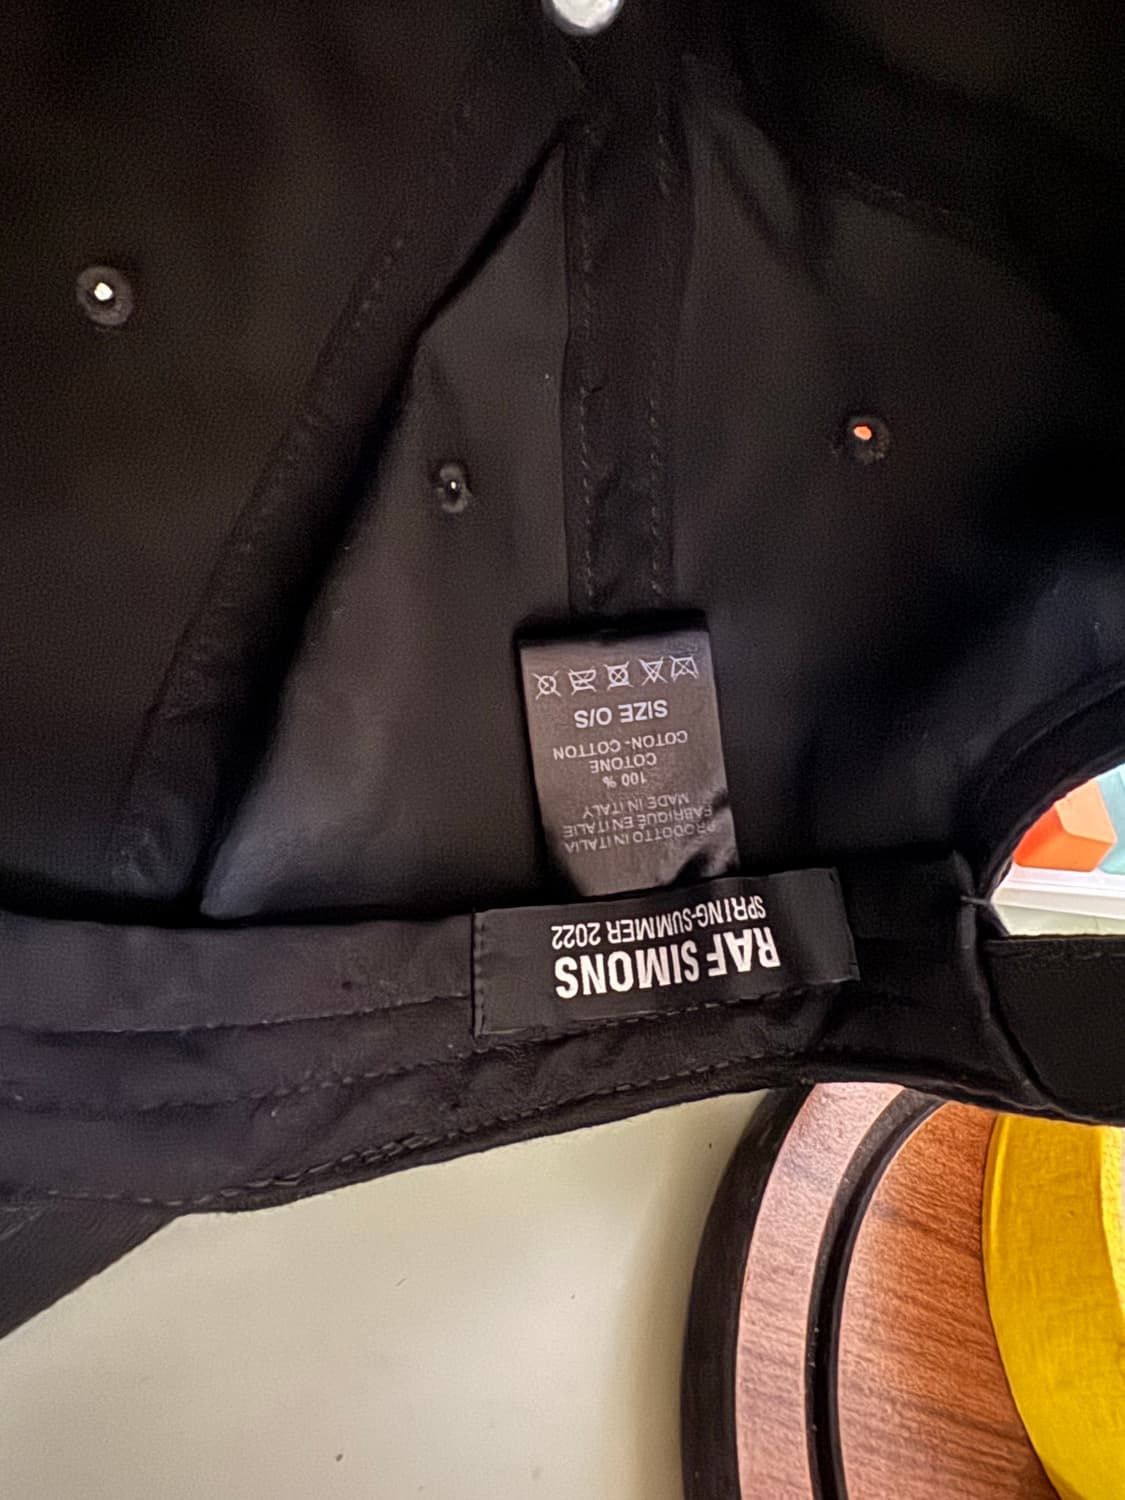 RAF SIMONS
SPRING-SUMMER 2022
PRODOTTO IN ITALIA
FABRIQUÉ EN ITALIE
MADE IN ITALY
100 %
COTONE
COTON - COTTON
SIZE O/S